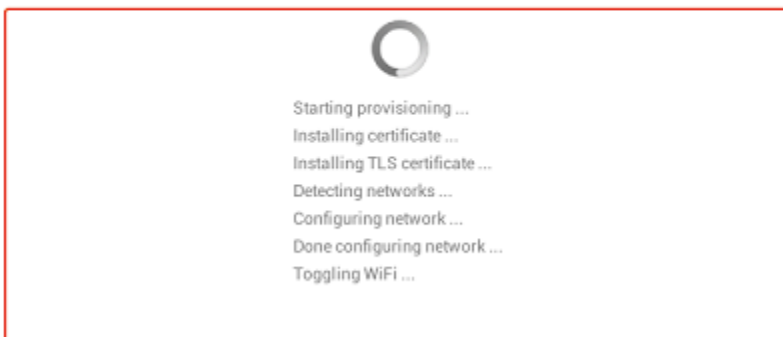 Starting provisioning ...
Installing certificate ...
Installing TLS certificate ...
Detecting networks ...
Configuring network ...
Done configuring network ...
Toggling WiFi ...